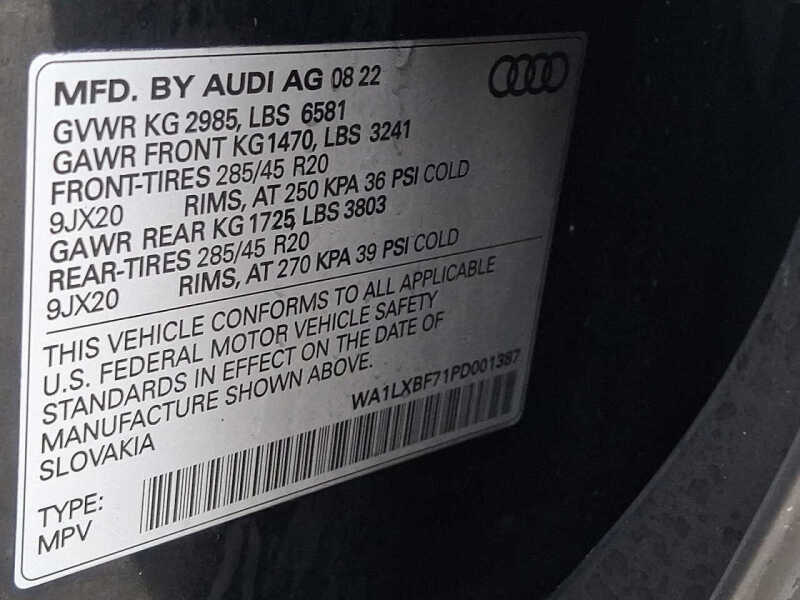 MFD. BY AUDI AG 08 22
GVWR KG 2985, LBS 6581
GAWR FRONT KG 1470, LBS 3241
FRONT-TIRES 285/45 R20
9JX20 RIMS, AT 250 KPA 36 PSI COLD
GAWR REAR KG 1725, LBS 3803
REAR-TIRES 285/45 R20
9JX20 RIMS, AT 270 KPA 39 PSI COLD
THIS VEHICLE CONFORMS TO ALL APPLICABLE
U.S. FEDERAL MOTOR VEHICLE SAFETY
STANDARDS IN EFFECT ON THE DATE OF
MANUFACTURE SHOWN ABOVE.
SLOVAKIA
WA1LXBF71PD001387
TYPE:
MPV